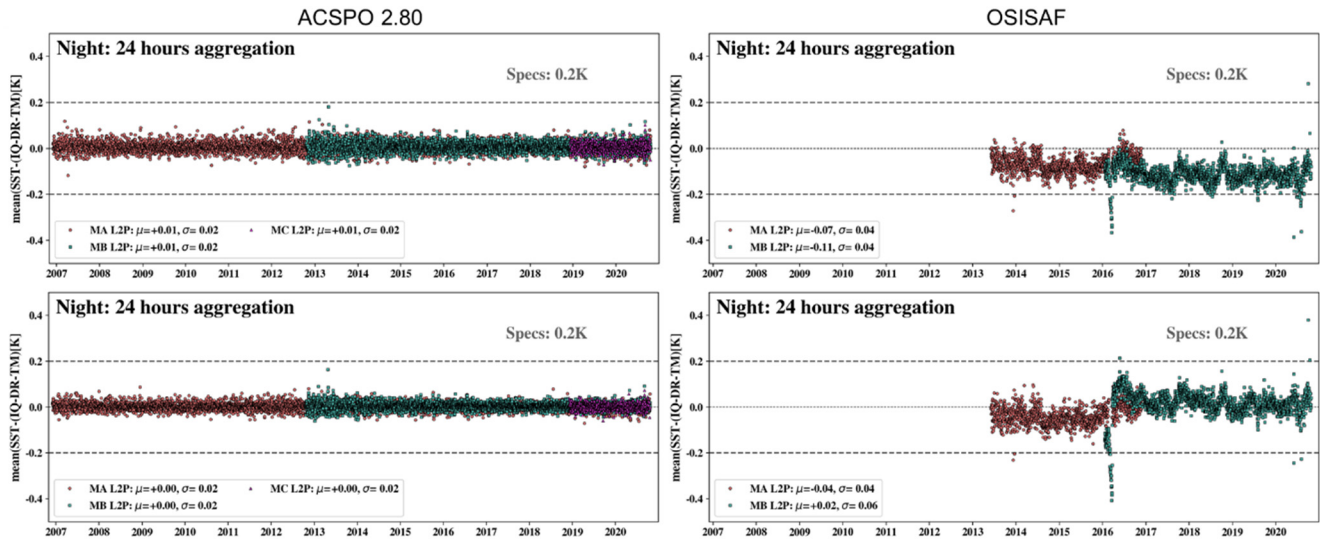 ACSPO 2.80
OSISAF
Night: 24 hours aggregation
Specs: 0.2K
mean(SST-(IQ-DR-TM)[K]
0.4
0.2
0.0
-0.2
-0.4
MA L2P: μ=+0.01, σ= 0.02
MC L2P: μ=+0.01, σ= 0.02
MB L2P: μ=+0.01, σ= 0.02
2007 2008 2009 2010 2011 2012 2013 2014 2015 2016 2017 2018 2019 2020
Night: 24 hours aggregation
Specs: 0.2K
mean(SST-(IQ-DR-TM)[K]
0.4
0.2
0.0
-0.2
-0.4
MA L2P: μ=-0.07, σ= 0.04
MB L2P: μ=-0.11, σ= 0.04
2007 2008 2009 2010 2011 2012 2013 2014 2015 2016 2017 2018 2019 2020
Night: 24 hours aggregation
Specs: 0.2K
mean(SST-(IQ-DR-TM)[K]
0.4
0.2
0.0
-0.2
-0.4
MA L2P: μ=+0.00, σ= 0.02
MC L2P: μ=+0.00, σ= 0.02
MB L2P: μ=+0.00, σ= 0.02
2007 2008 2009 2010 2011 2012 2013 2014 2015 2016 2017 2018 2019 2020
Night: 24 hours aggregation
Specs: 0.2K
mean(SST-(IQ-DR-TM)[K]
0.4
0.2
0.0
-0.2
-0.4
MA L2P: μ=-0.04, σ= 0.04
MB L2P: μ=+0.02, σ= 0.06
2007 2008 2009 2010 2011 2012 2013 2014 2015 2016 2017 2018 2019 2020